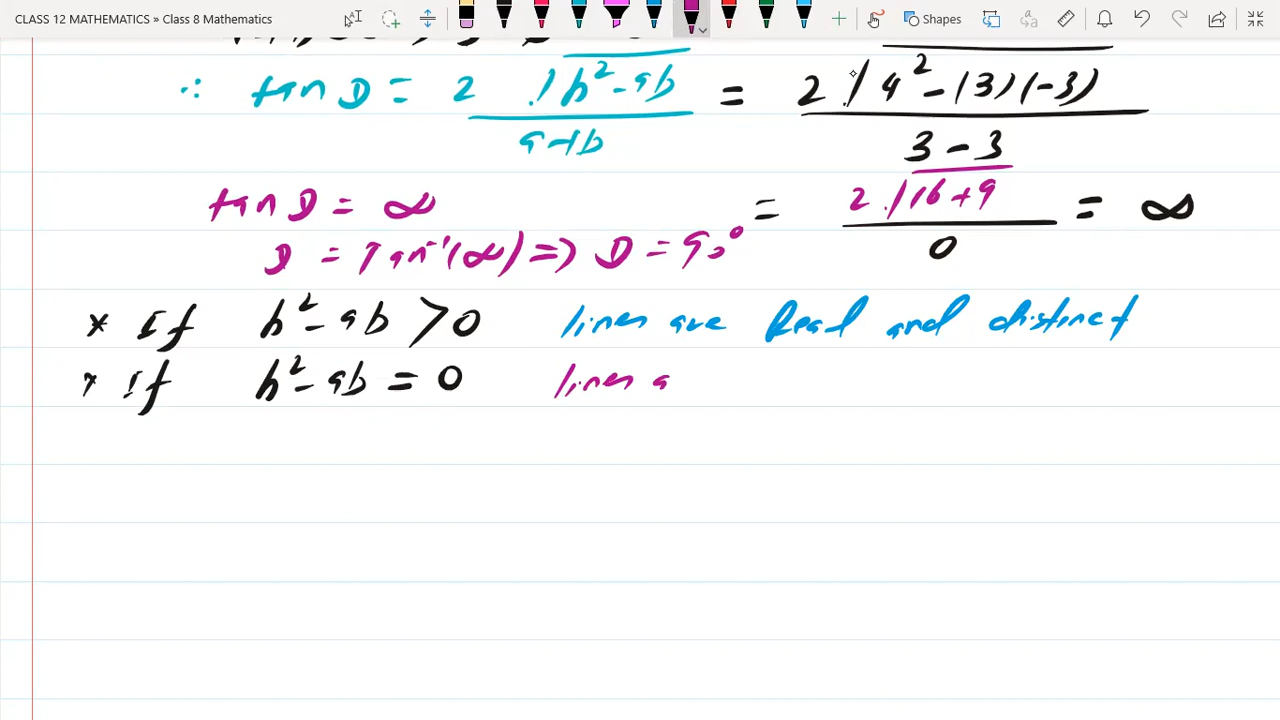 CLASS 12 MATHEMATICS » Class 8 Mathematics
Shapes
∴ tan θ = 2 √h² - ab / a+b = 2 √4² - (3)(-3) / 3 - 3
tan θ = ∞ = 2 √16 + 9 / 0 = ∞
θ = tan⁻¹(∞) => θ = 90°
* If h² - ab > 0 lines are Real and distinct
* If h² - ab = 0 lines a